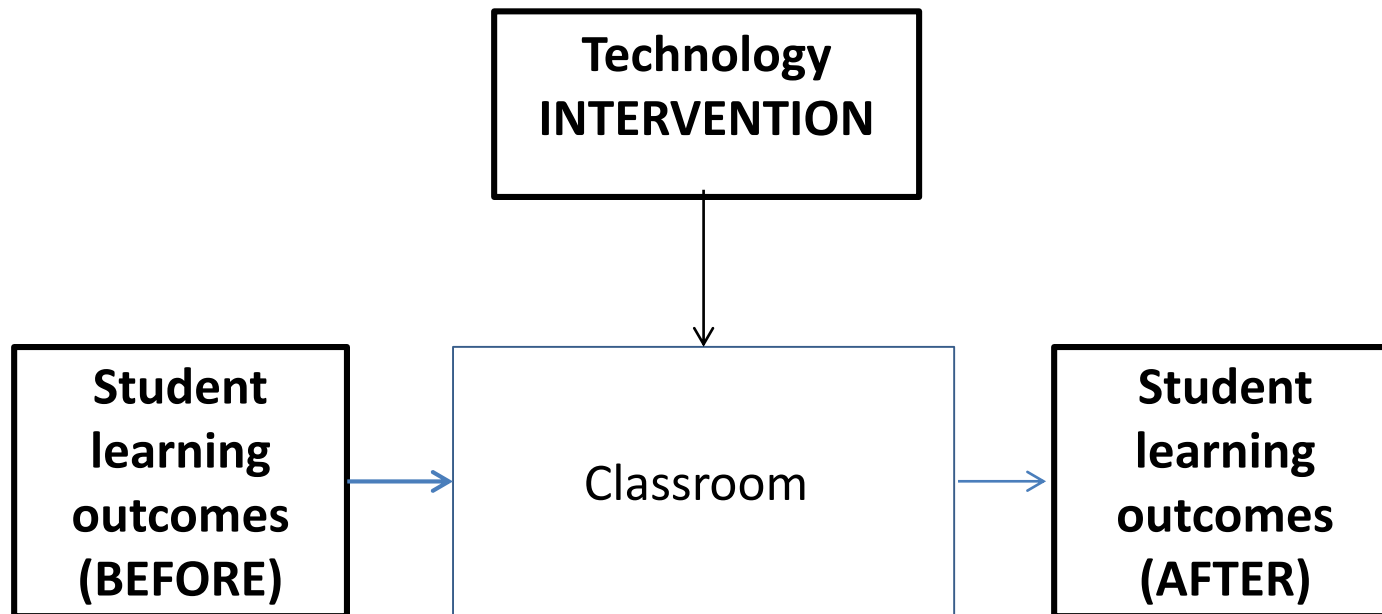 Technology
INTERVENTION
Student
learning
outcomes
(BEFORE)
Classroom
Student
learning
outcomes
(AFTER)